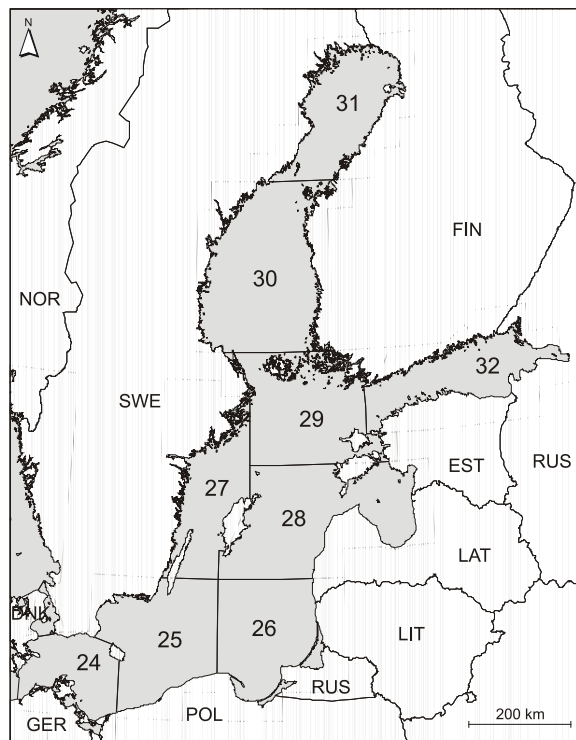 N
31
FIN
30
NOR
32
SWE
29
EST
RUS
27
28
LAT
DNK
25
26
LIT
24
RUS
POL
GER
200 km